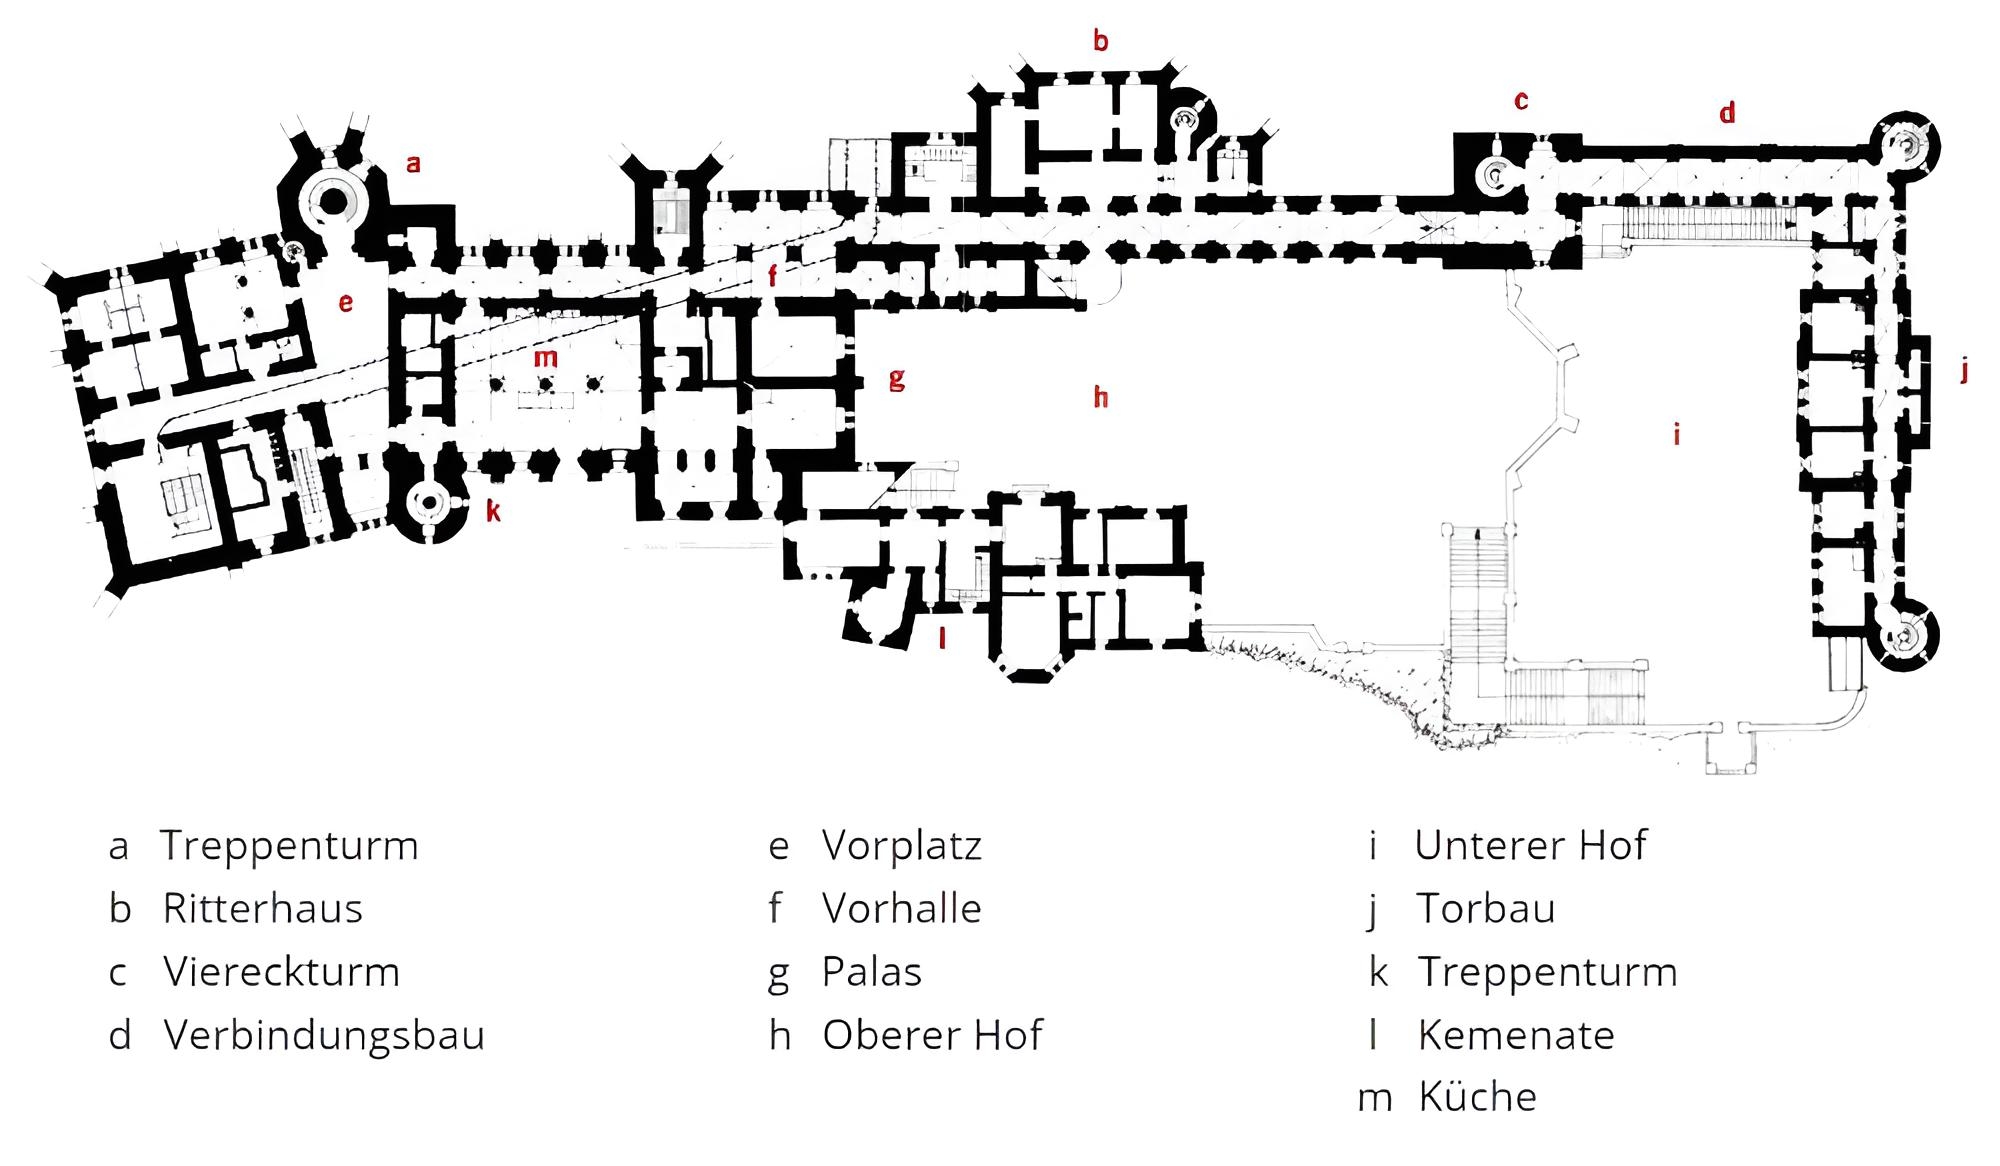 b
c
d
a
e
f
m
g
h
j
i
k
l
a Treppenturm
b Ritterhaus
c Viereckturm
d Verbindungsbau
e Vorplatz
f Vorhalle
g Palas
h Oberer Hof
i Unterer Hof
j Torbau
k Treppenturm
l Kemenate
m Küche